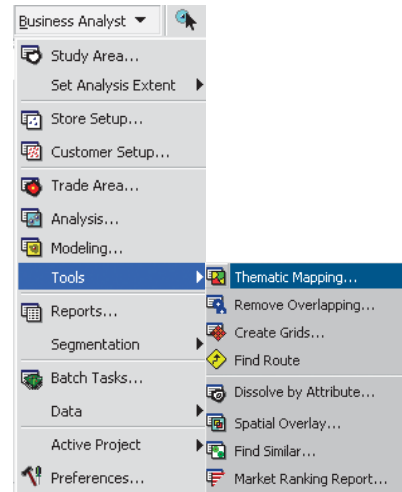 Business Analyst
Study Area...
Set Analysis Extent
Store Setup...
Customer Setup...
Trade Area...
Analysis...
Modeling...
Tools
Reports...
Segmentation
Batch Tasks...
Data
Active Project
Preferences...
Thematic Mapping...
Remove Overlapping...
Create Grids...
Find Route
Dissolve by Attribute...
Spatial Overlay...
Find Similar...
Market Ranking Report...